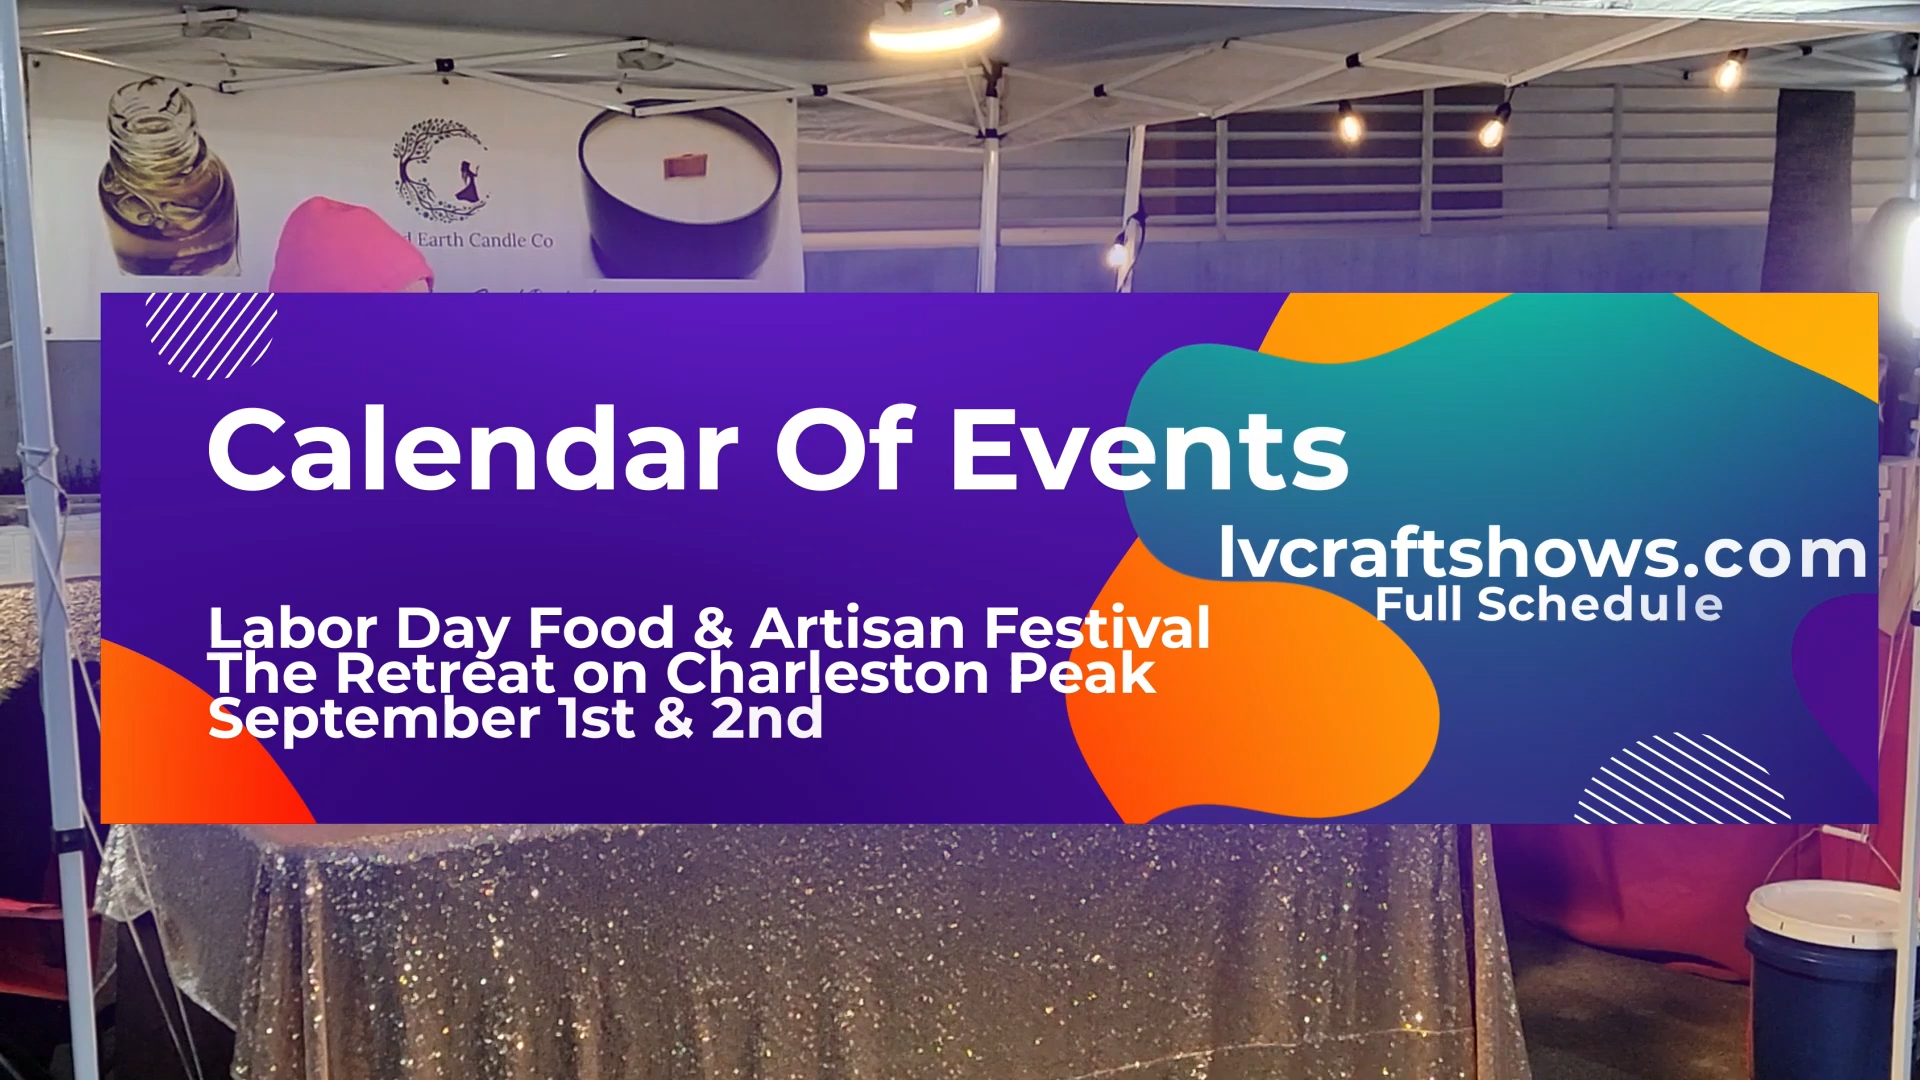 Earth Candle Co
Calendar Of Events
lvcraftshows.com
Full Schedule
Labor Day Food & Artisan Festival
The Retreat on Charleston Peak
September 1st & 2nd